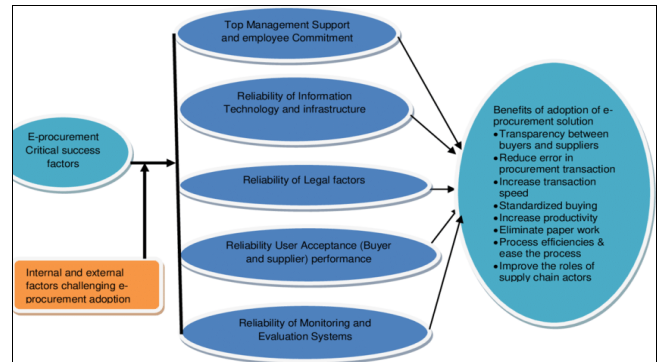 Top Management Support
and employee Commitment
Reliability of Information
Technology and infrastructure
E-procurement
Critical success
factors
Reliability of Legal factors
Reliability User Acceptance (Buyer
and supplier) performance
Internal and external
factors challenging e-
procurement adoption
Reliability of Monitoring and
Evaluation Systems
Benefits of adoption of e-
procurement solution
•Transparency between
buyers and suppliers
•Reduce error in
procurement transaction
•Increase transaction
speed
•Standardized buying
•Increase productivity
•Eliminate paper work
•Process efficiencies &
ease the process
•Improve the roles of
supply chain actors